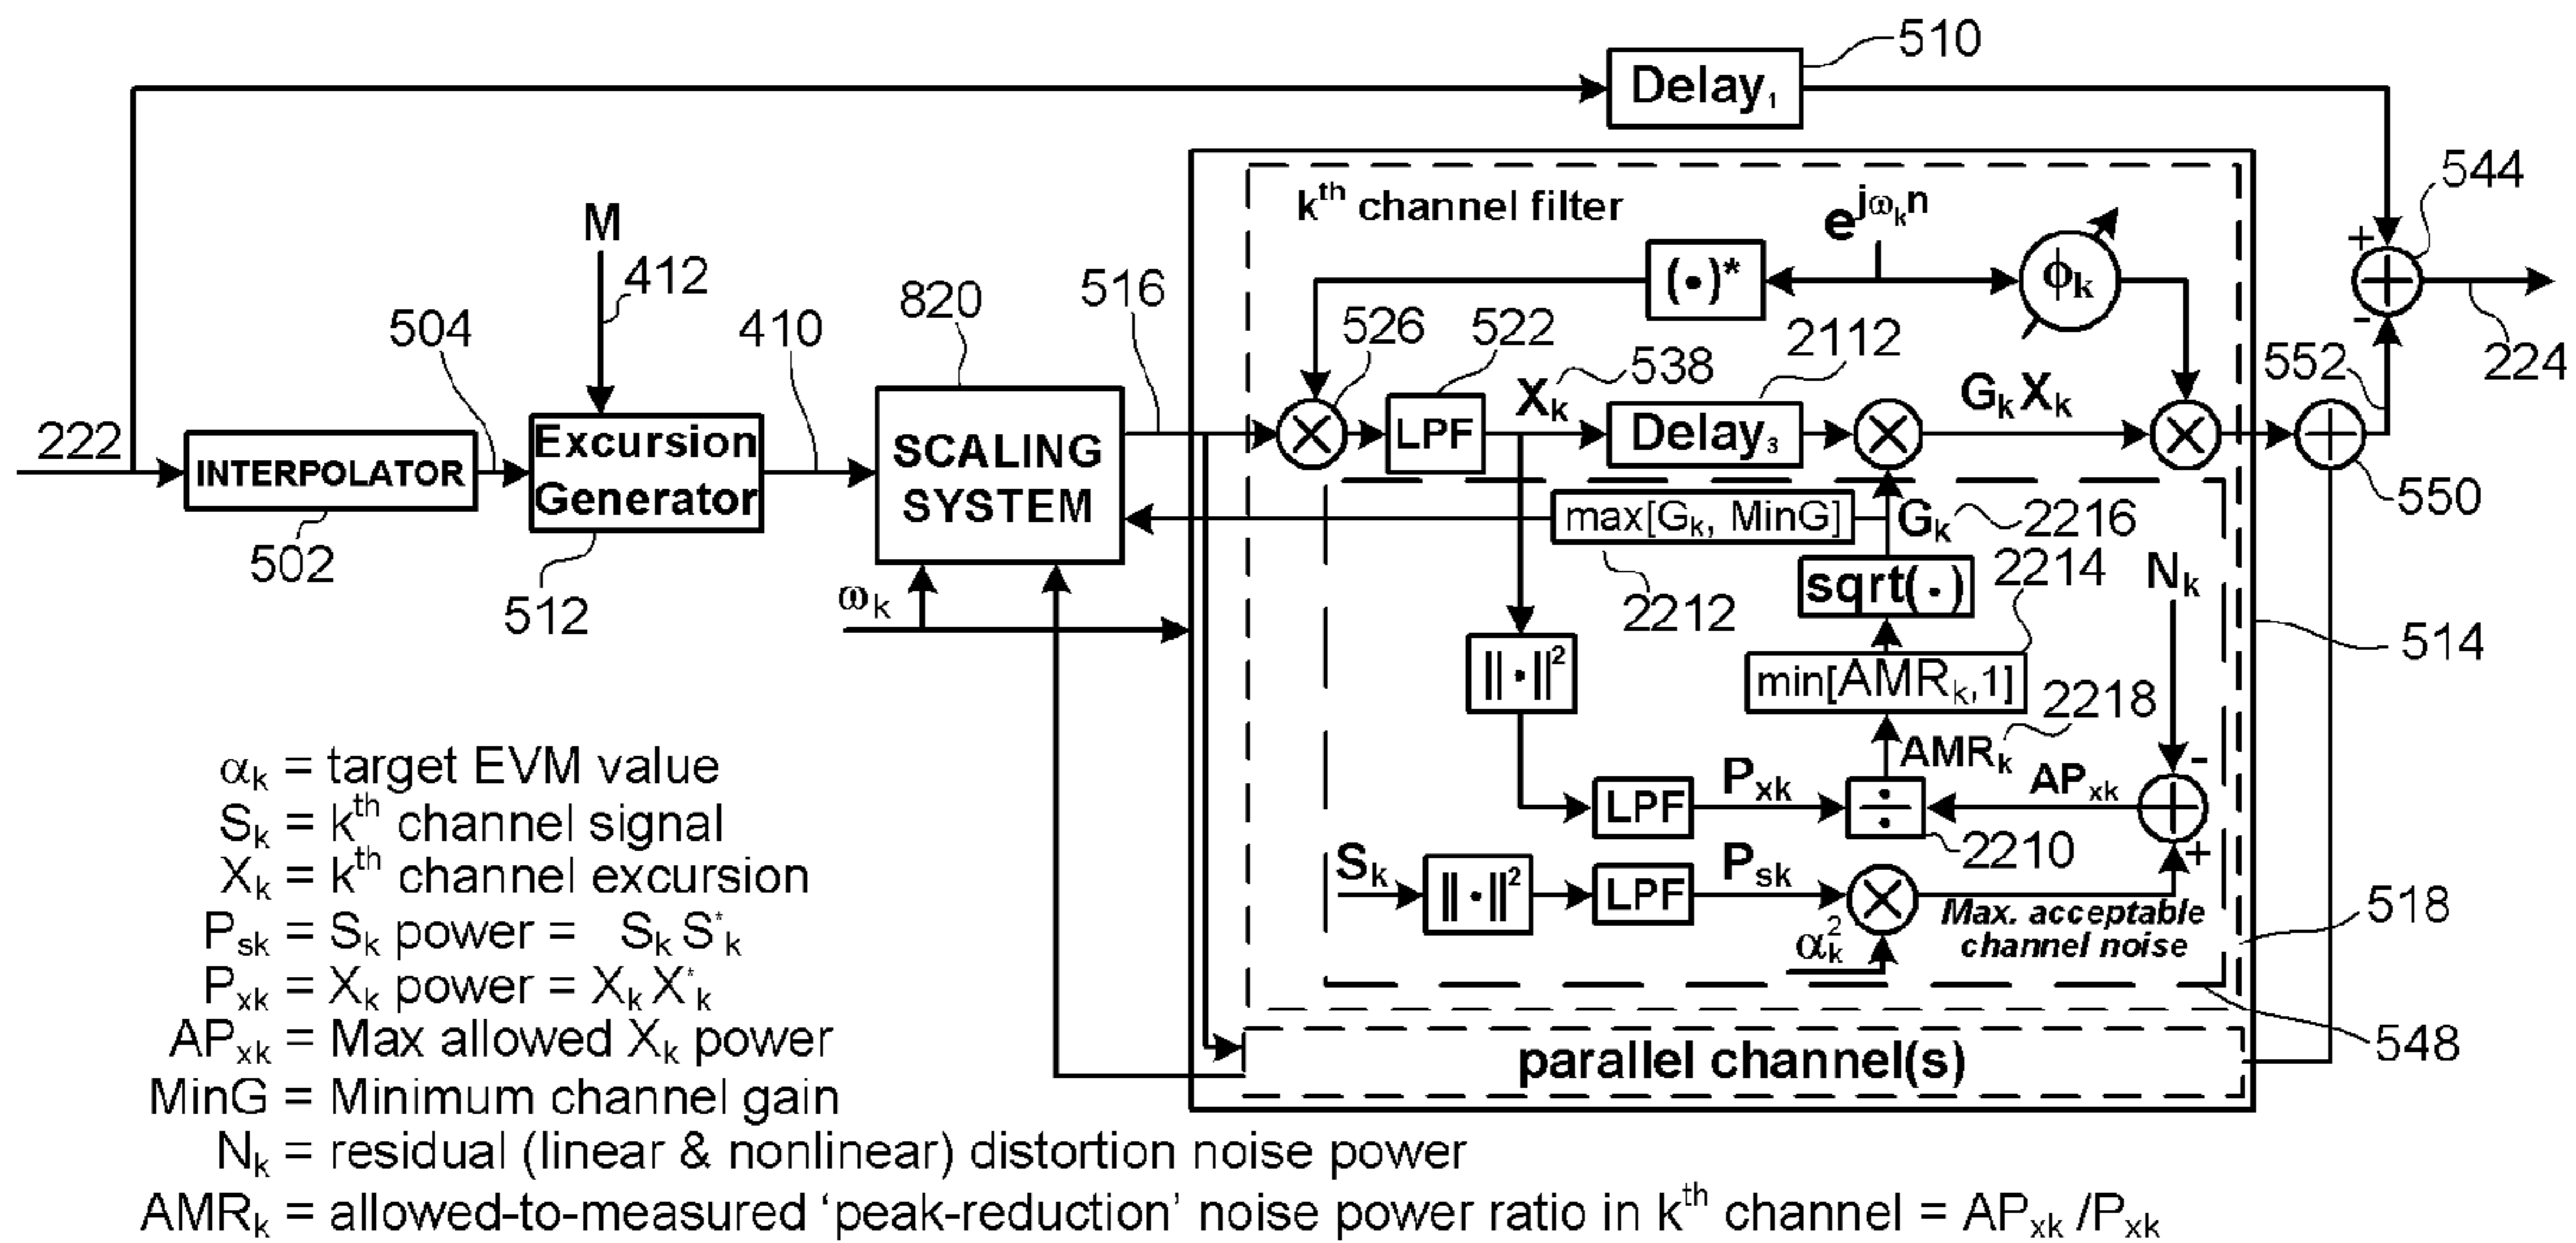 510
Delay₁
544
M
kᵗʰ channel filter
e^jωₖn
412
820
516
(•)*
ϕₖ
+
-
504
410
526
522
Xₖ
538
2112
GₖXₖ
552
224
222
INTERPOLATOR
Excursion
Generator
SCALING
SYSTEM
LPF
Delay₃
550
502
512
max[Gₖ, MinG]
Gₖ
2216
ωₖ
2212
sqrt(·)
2214
Nₖ
514
||·||²
min[AMRₖ,1]
2218
AMRₖ
-
LPF
Pₓₖ
÷
APₓₖ
+
2210
Sₖ
||·||²
LPF
Pₛₖ
αₖ²
Max. acceptable
channel noise
518
548
parallel channel(s)
αₖ = target EVM value
Sₖ = kᵗʰ channel signal
Xₖ = kᵗʰ channel excursion
Pₛₖ = Sₖ power = SₖS*ₖ
Pₓₖ = Xₖ power = XₖX*ₖ
APₓₖ = Max allowed Xₖ power
MinG = Minimum channel gain
Nₖ = residual (linear & nonlinear) distortion noise power
AMRₖ = allowed-to-measured ‘peak-reduction’ noise power ratio in kᵗʰ channel = APₓₖ /Pₓₖ